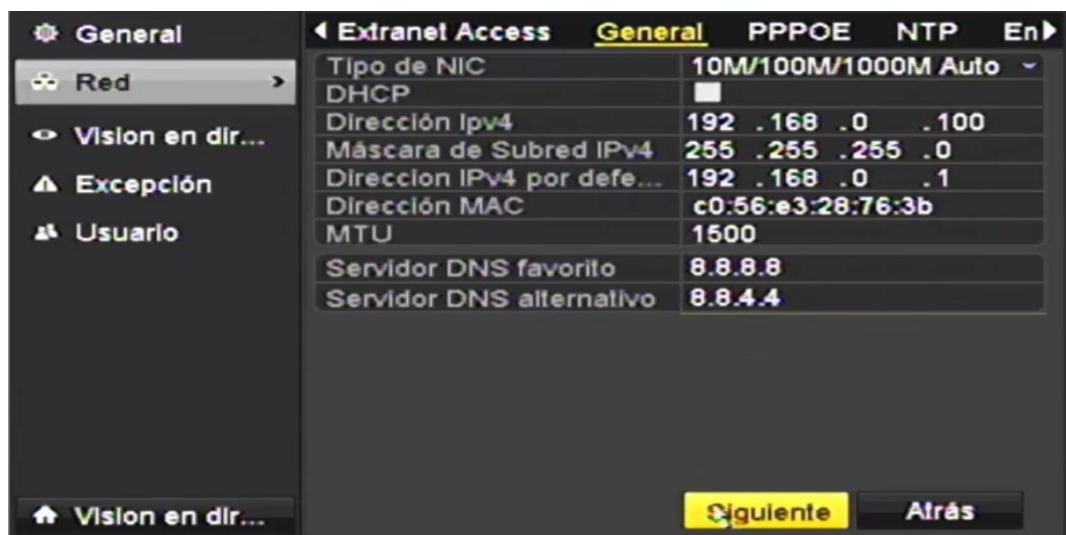 General
Red
Vision en dir...
Excepción
Usuario
Vision en dir...
Extranet Access General PPPOE NTP En
Tipo de NIC 10M/100M/1000M Auto
DHCP
Dirección Ipv4 192 .168 .0 .100
Máscara de Subred IPv4 255 .255 .255 .0
Direccion IPv4 por defe... 192 .168 .0 .1
Dirección MAC c0:56:e3:28:76:3b
MTU 1500
Servidor DNS favorito 8.8.8.8
Servidor DNS alternativo 8.8.4.4
Siguiente Atrás